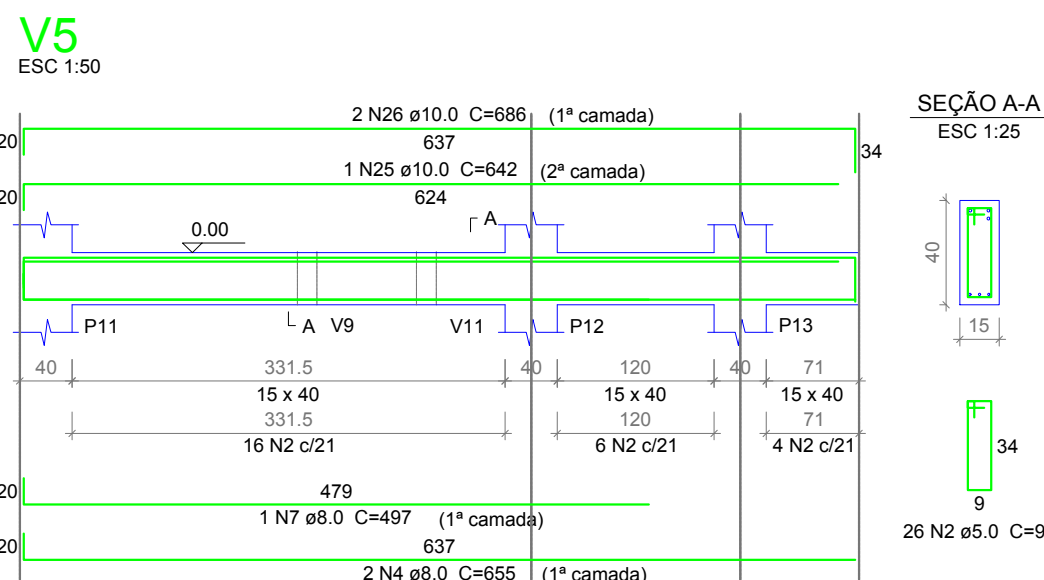 V5
ESC 1:50
2 N26 ø10.0 C=686 (1ª camada)
20
637
34
1 N25 ø10.0 C=642 (2ª camada)
20
624
A
0.00
A
V9
V11
P11
P12
P13
40
331.5
40
120
40
71
15 x 40
15 x 40
15 x 40
331.5
120
71
16 N2 c/21
6 N2 c/21
4 N2 c/21
20
479
1 N7 ø8.0 C=497 (1ª camada)
20
637
2 N4 ø8.0 C=655 (1ª camada)
SEÇÃO A-A
ESC 1:25
40
15
34
9
26 N2 ø5.0 C=9